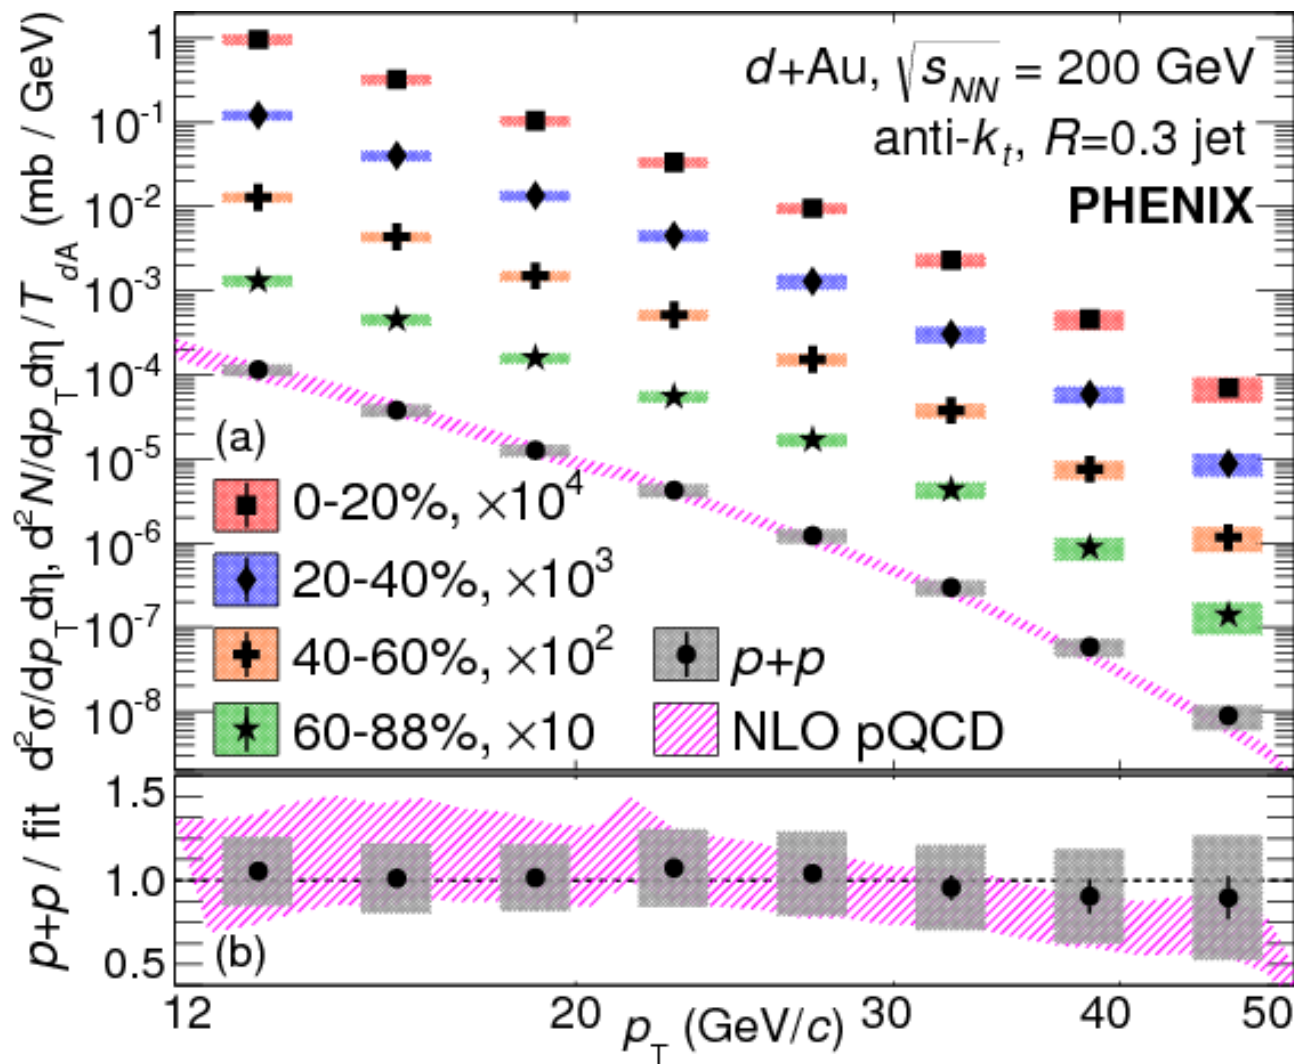 d²σ/dp_T dη, d²N/dp_T dη / T_dA (mb / GeV)
1
10⁻¹
10⁻²
10⁻³
10⁻⁴
10⁻⁵
10⁻⁶
10⁻⁷
10⁻⁸
d+Au, √s_NN = 200 GeV
anti-k_t, R=0.3 jet
PHENIX
(a)
0-20%, ×10⁴
20-40%, ×10³
40-60%, ×10²
60-88%, ×10
p+p
NLO pQCD
p+p / fit
1.5
1.0
0.5
(b)
12 20 30 40 50
p_T (GeV/c)